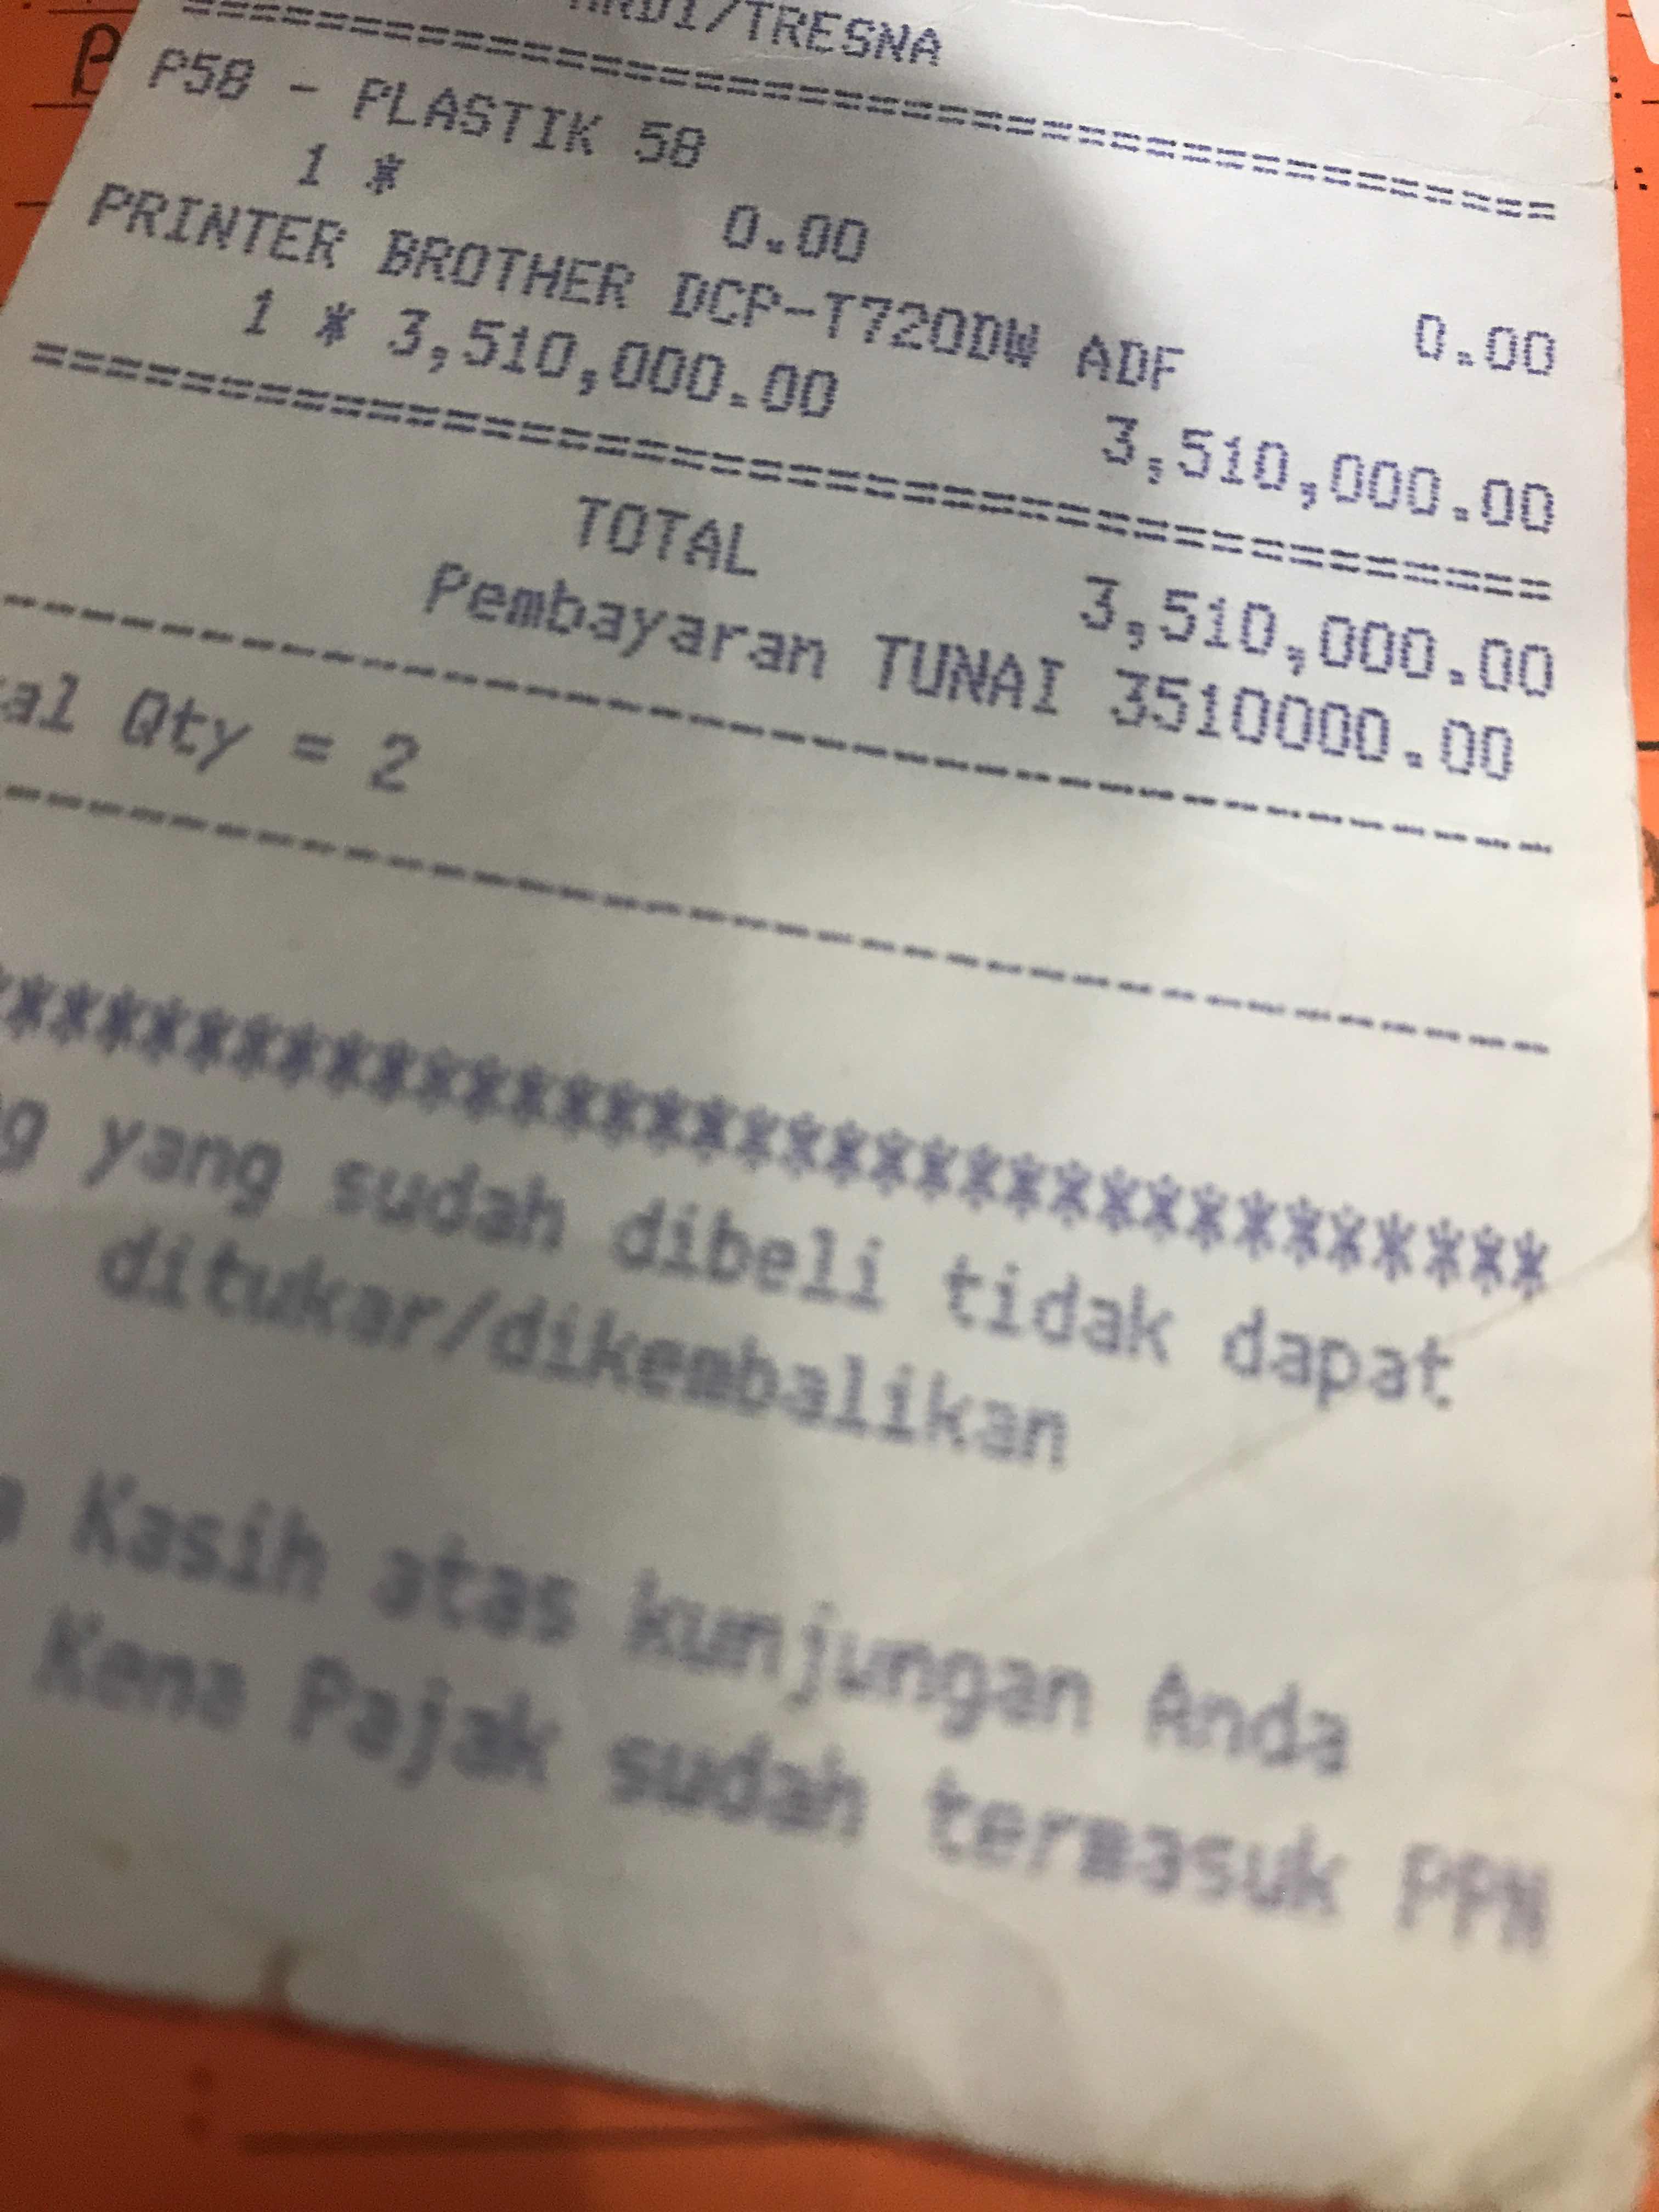 /TRESNA
================================
P58 - PLASTIK 58
1 * 0.00 0.00
PRINTER BROTHER DCP-T720DW ADF
1 * 3,510,000.00 3,510,000.00
================================
TOTAL 3,510,000.00
Pembayaran TUNAI 3510000.00
----------------------------------------
al Qty = 2
----------------------------------------
********************************
g yang sudah dibeli tidak dapat
ditukar/dikembalikan
a Kasih atas kunjungan Anda
Kena Pajak sudah termasuk PPN